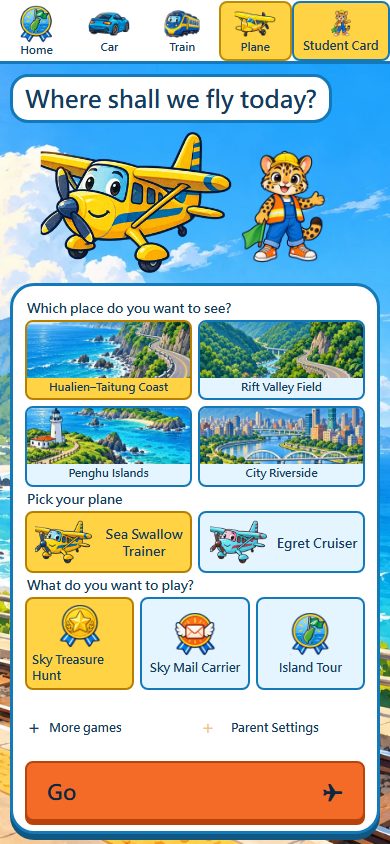 Home
Car
Train
Plane
Student Card
Where shall we fly today?
Which place do you want to see?
Hualien–Taitung Coast
Rift Valley Field
Penghu Islands
City Riverside
Pick your plane
Sea Swallow
Trainer
Egret Cruiser
What do you want to play?
Sky Treasure
Hunt
Sky Mail Carrier
Island Tour
+ More games
+ Parent Settings
Go